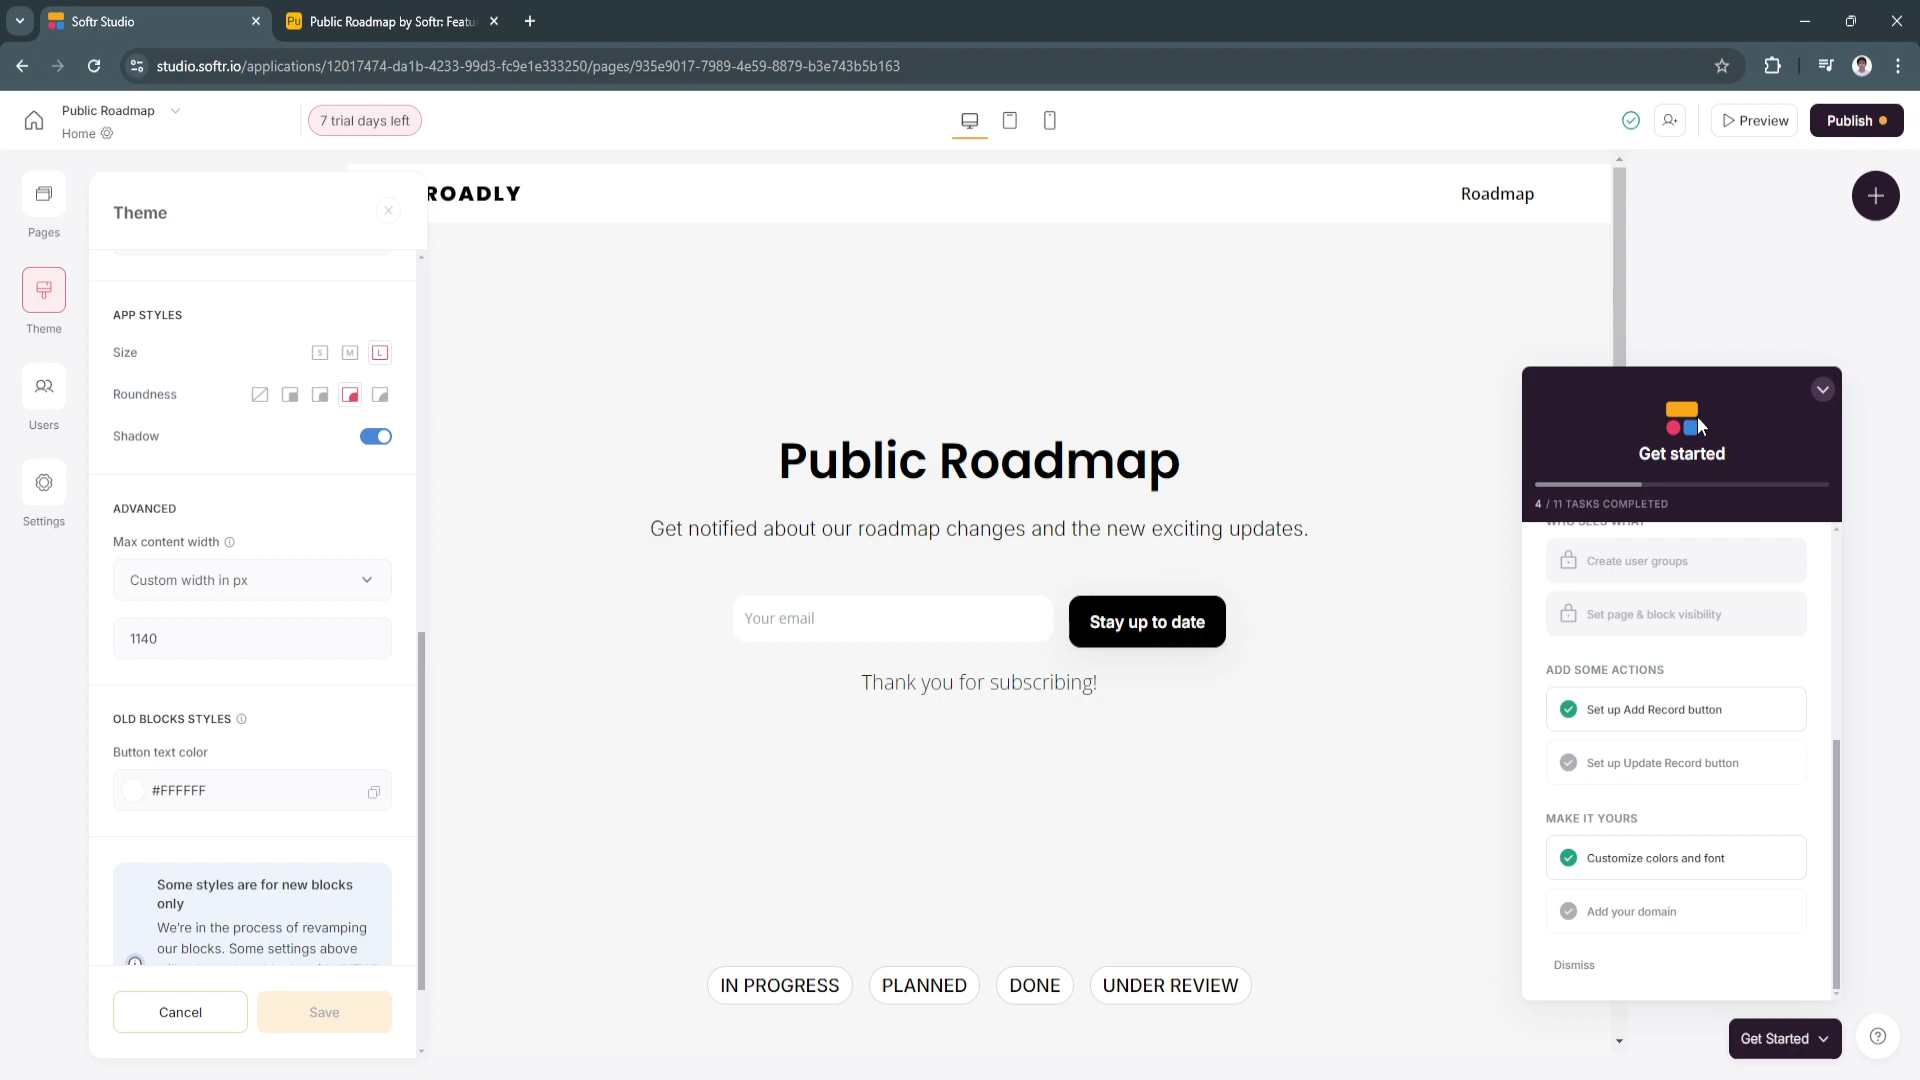 Softr Studio
Pu Public Roadmap by Softr: Featu
studio.softr.io/applications/12017474-da1b-4233-99d3-fc9e1e333250/pages/935e9017-7989-4e59-8879-b3e743b5b163
Public Roadmap
Home
7 trial days left
Preview
Publish
Pages
Theme
Users
Settings
Theme
APP STYLES
Size
S
M
L
Roundness
Shadow
ADVANCED
Max content width
Custom width in px
1140
OLD BLOCKS STYLES
Button text color
#FFFFFF
Some styles are for new blocks
only
We're in the process of revamping
our blocks. Some settings above
Cancel
Save
ROADLY
Roadmap
Public Roadmap
Get notified about our roadmap changes and the new exciting updates.
Your email
Stay up to date
Thank you for subscribing!
IN PROGRESS
PLANNED
DONE
UNDER REVIEW
Get started
4 / 11 TASKS COMPLETED
WHO SEES WHAT
Create user groups
Set page & block visibility
ADD SOME ACTIONS
Set up Add Record button
Set up Update Record button
MAKE IT YOURS
Customize colors and font
Add your domain
Dismiss
Get Started